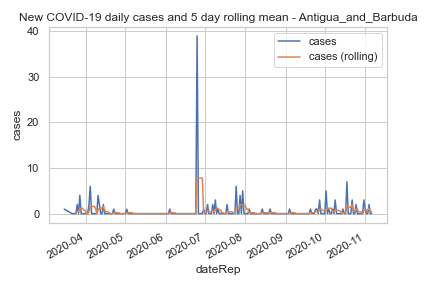 New COVID-19 daily cases and 5 day rolling mean - Antigua_and_Barbuda
cases
cases (rolling)
cases
40
30
20
10
0
2020-04
2020-05
2020-06
2020-07
2020-08
2020-09
2020-10
2020-11
dateRep